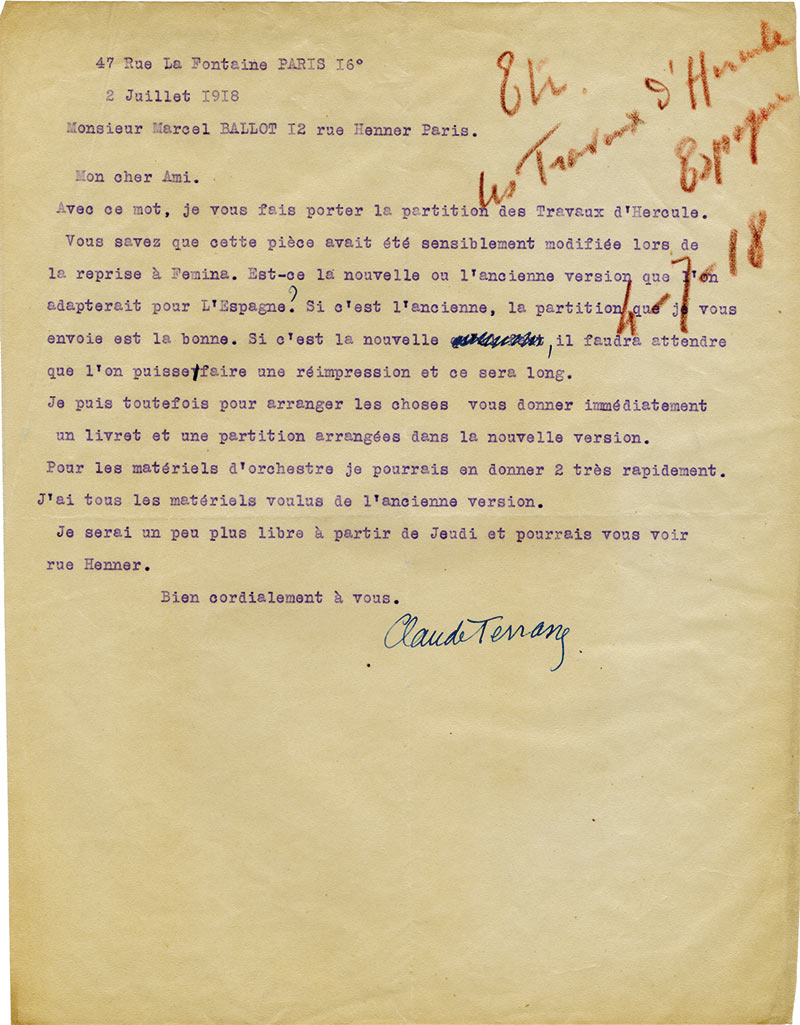 47 Rue La Fontaine PARIS 16°
2 Juillet 1918
Monsieur Marcel BALLOT 12 rue Henner Paris.
Etr.
Les Travaux d'Hercule
Espagne
4-7-18
Mon cher Ami.
Avec ce mot, je vous fais porter la partition des Travaux d'Hercule.
Vous savez que cette pièce avait été sensiblement modifiée lors de
la reprise à Femina. Est-ce la nouvelle ou l'ancienne version que l'on
adapterait pour L'Espagne? Si c'est l'ancienne, la partition que je vous
envoie est la bonne. Si c'est la nouvelle , il faudra attendre
que l'on puisse faire une réimpression et ce sera long.
Je puis toutefois pour arranger les choses vous donner immédiatement
un livret et une partition arrangées dans la nouvelle version.
Pour les matériels d'orchestre je pourrais en donner 2 très rapidement.
J'ai tous les matériels voulus de l'ancienne version.
Je serai un peu plus libre à partir de Jeudi et pourrais vous voir
rue Henner.
Bien cordialement à vous.
Claude Terrasse